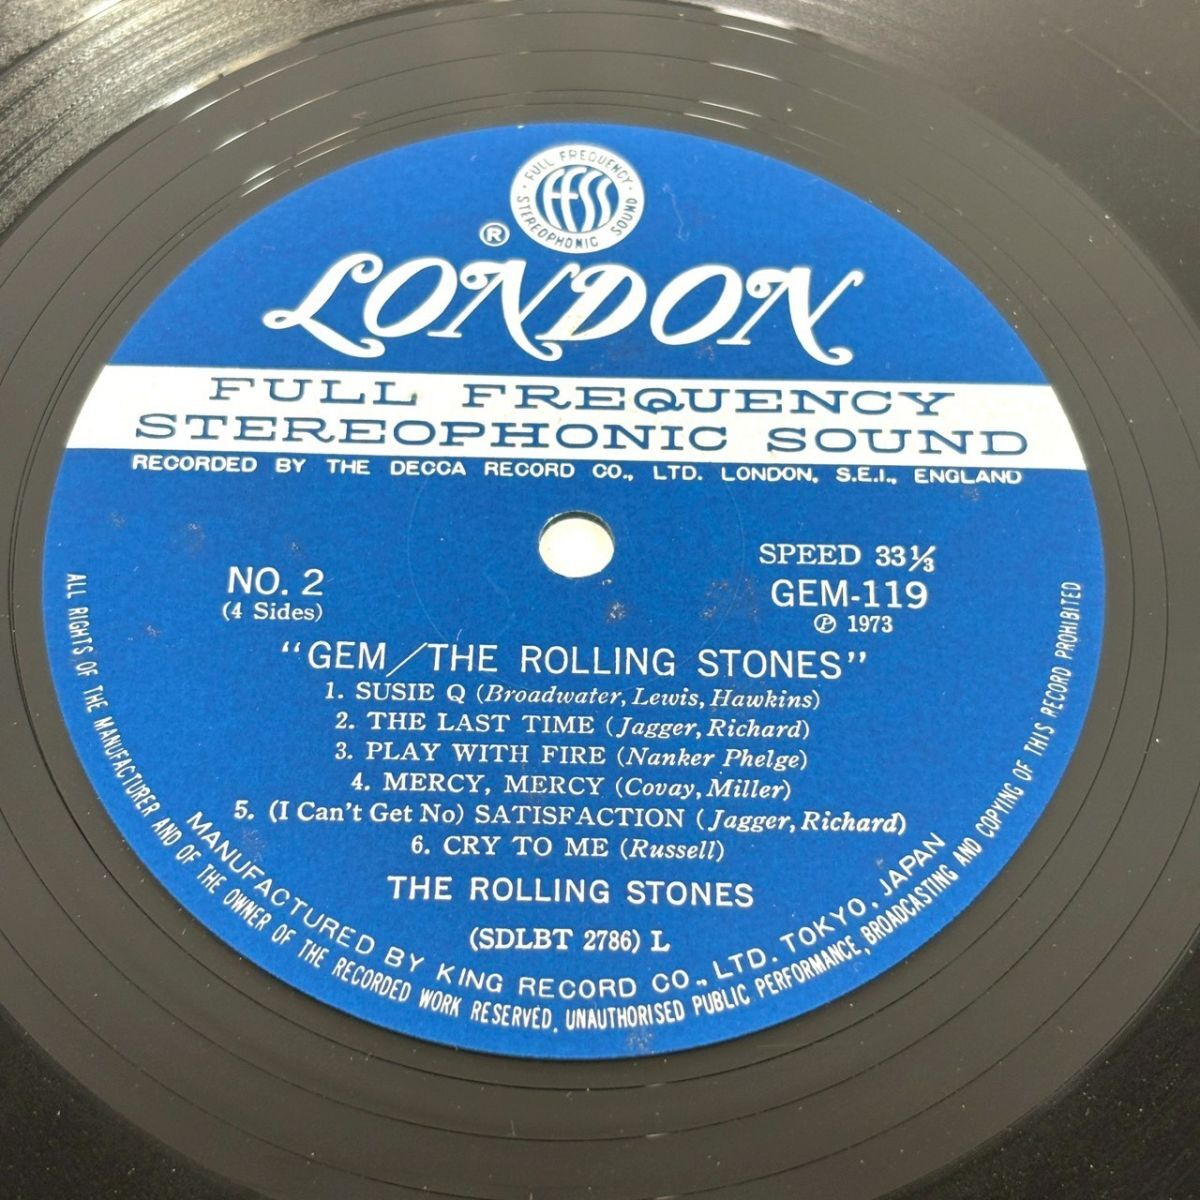 FULL FREQUENCY
STEREOPHONIC SOUND
FFSS
®
LONDON
FULL FREQUENCY
STEREOPHONIC SOUND
RECORDED BY THE DECCA RECORD CO., LTD. LONDON, S.E.I., ENGLAND
SPEED 33⅓
NO. 2
GEM-119
(4 Sides)
℗ 1973
"GEM/THE ROLLING STONES"
1. SUSIE Q (Broadwater, Lewis, Hawkins)
2. THE LAST TIME (Jagger, Richard)
3. PLAY WITH FIRE (Nanker Phelge)
4. MERCY, MERCY (Covay, Miller)
5. (I Can't Get No) SATISFACTION (Jagger, Richard)
6. CRY TO ME (Russell)
THE ROLLING STONES
(SDLBT 2786) L
MANUFACTURED BY KING RECORD CO., LTD. TOKYO, JAPAN
ALL RIGHTS OF THE MANUFACTURER AND OF THE OWNER OF THE RECORDED WORK RESERVED. UNAUTHORISED PUBLIC PERFORMANCE, BROADCASTING AND COPYING OF THIS RECORD PROHIBITED